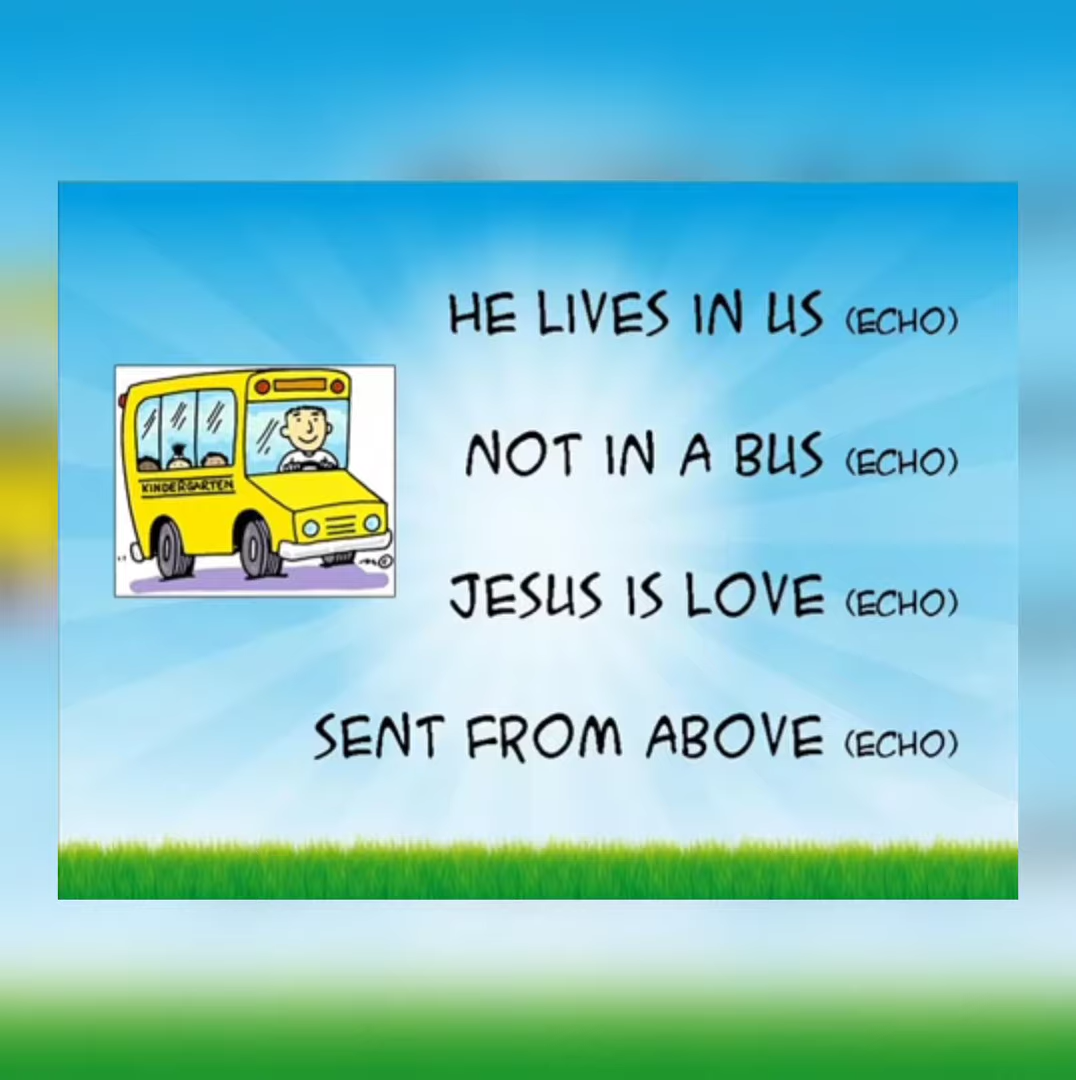 HE LIVES IN US (ECHO)
KINDERGARTEN
NOT IN A BUS (ECHO)
JESUS IS LOVE (ECHO)
SENT FROM ABOVE (ECHO)